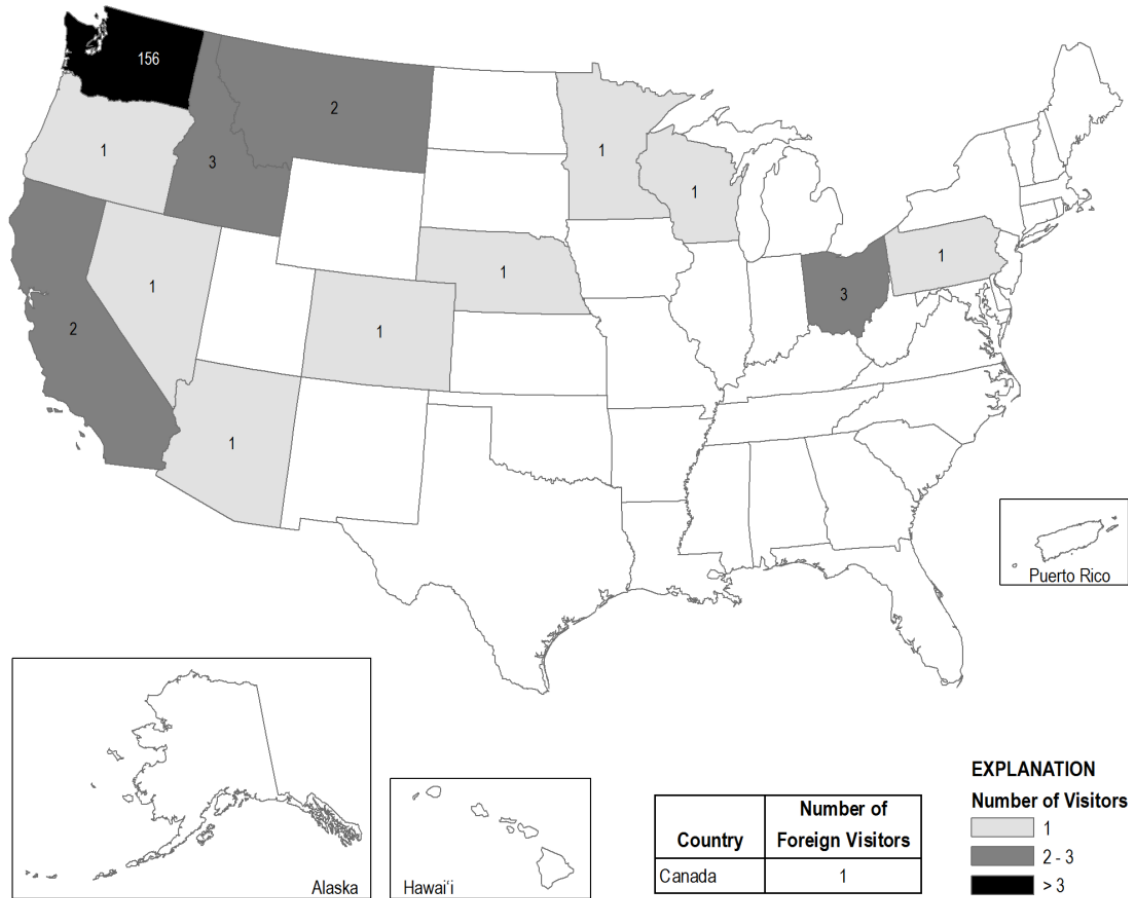 156
2
1
3
1
1
1
1
3
1
1
2
1
Puerto Rico
Alaska
Hawai'i
Country
Number of
Foreign Visitors
Canada
1
EXPLANATION
Number of Visitors
1
2 - 3
> 3